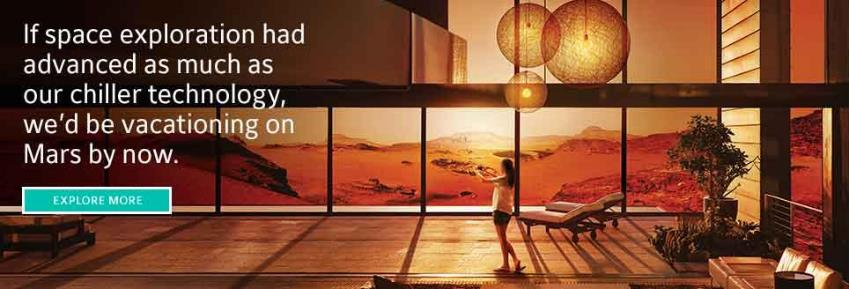 If space exploration had
advanced as much as
our chiller technology,
we'd be vacationing on
Mars by now.
EXPLORE MORE